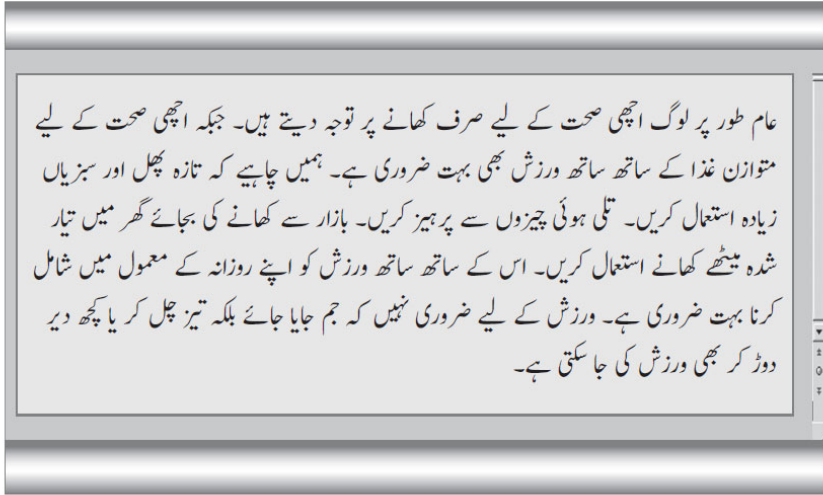 عام طور پر لوگ اچھی صحت کے لیے صرف کھانے پر توجہ دیتے ہیں۔ جبکہ اچھی صحت کے لیے
متوازن غذا کے ساتھ ساتھ ورزش بھی بہت ضروری ہے۔ ہمیں چاہیے کہ تازہ پھل اور سبزیاں
زیادہ استعمال کریں۔ تلی ہوئی چیزوں سے پرہیز کریں۔ بازار سے کھانے کی بجائے گھر میں تیار
شدہ میٹھے کھانے استعمال کریں۔ اس کے ساتھ ساتھ ورزش کو اپنے روزانہ کے معمول میں شامل
کرنا بہت ضروری ہے۔ ورزش کے لیے ضروری نہیں کہ جم جایا جائے بلکہ تیز چل کر یا کچھ دیر
دوڑ کر بھی ورزش کی جا سکتی ہے۔